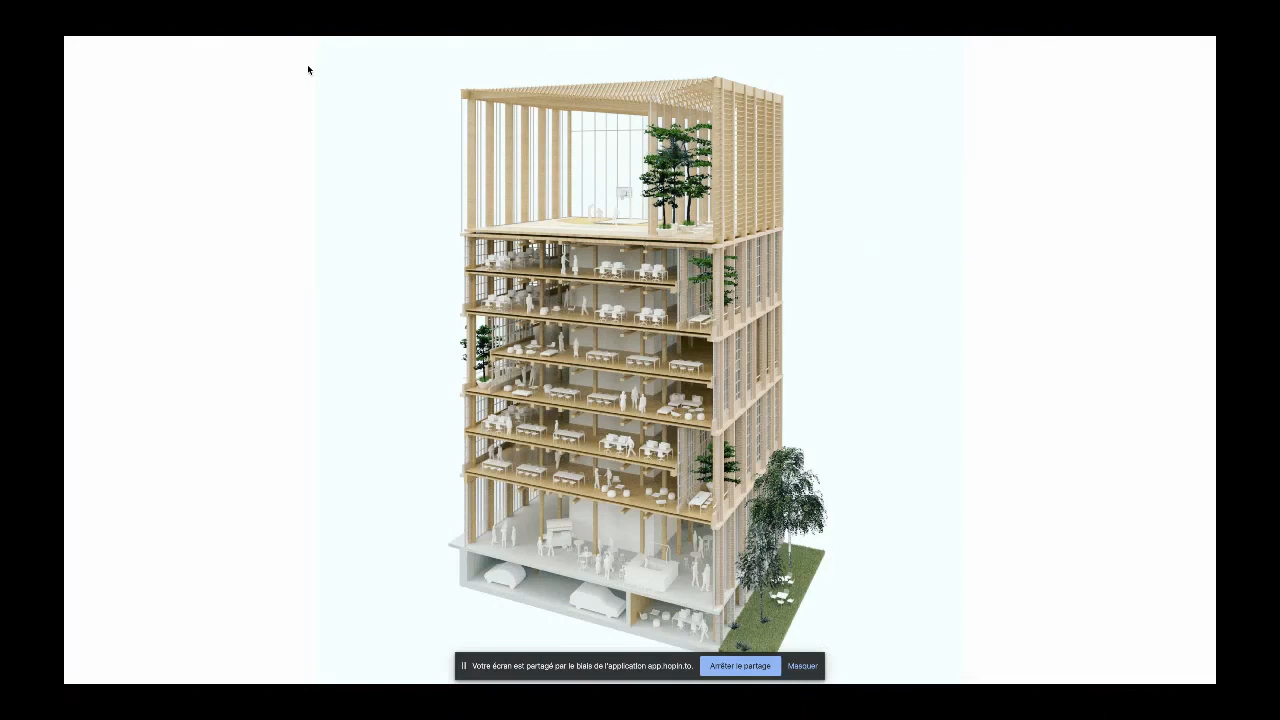 Votre écran est partagé par le biais de l'application app.hopin.to.
Arrêter le partage
Masquer